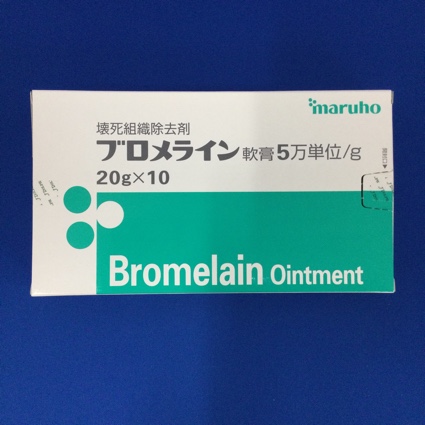 maruho
壊死組織除去剤
ブロメライン軟膏5万単位/g
20g×10
Bromelain Ointment